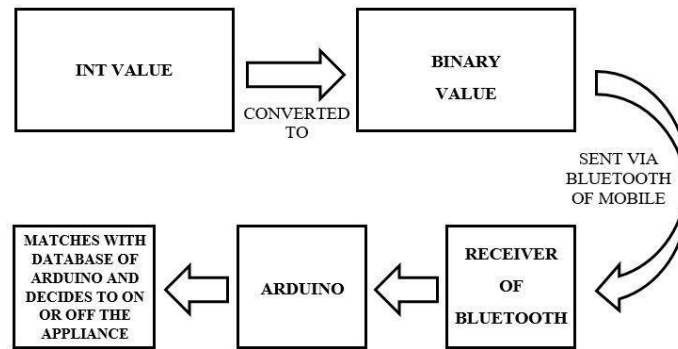 INT VALUE
CONVERTED
TO
BINARY
VALUE
SENT VIA
BLUETOOTH
OF MOBILE
RECEIVER
OF
BLUETOOTH
ARDUINO
MATCHES WITH
DATABASE OF
ARDUINO AND
DECIDES TO ON
OR OFF THE
APPLIANCE